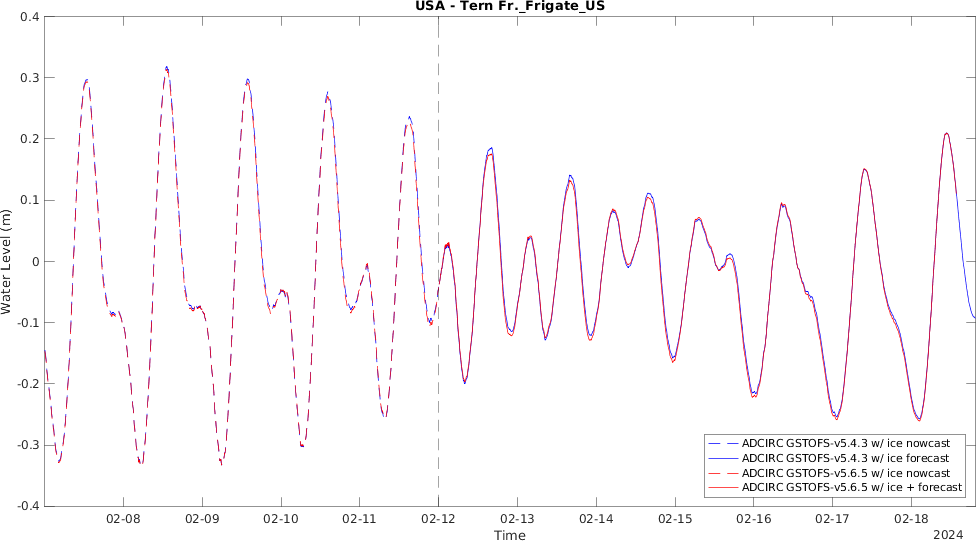 USA - Tern Fr._Frigate_US
0.4
0.3
0.2
0.1
0
-0.1
-0.2
-0.3
-0.4
Water Level (m)
02-08 02-09 02-10 02-11 02-12 02-13 02-14 02-15 02-16 02-17 02-18
Time
2024
ADCIRC GSTOFS-v5.4.3 w/ ice nowcast
ADCIRC GSTOFS-v5.4.3 w/ ice forecast
ADCIRC GSTOFS-v5.6.5 w/ ice nowcast
ADCIRC GSTOFS-v5.6.5 w/ ice + forecast